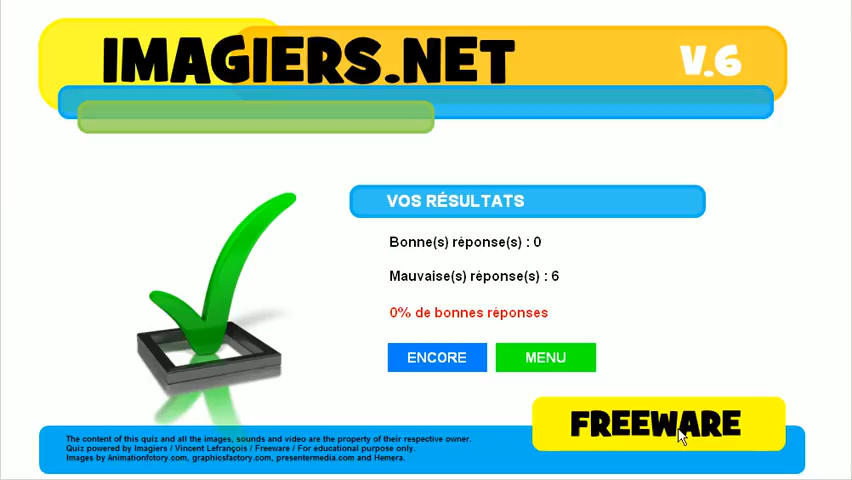 IMAGIERS.NET
V.6
VOS RÉSULTATS
Bonne(s) réponse(s) : 0
Mauvaise(s) réponse(s) : 6
0% de bonnes réponses
ENCORE
MENU
FREEWARE
The content of this quiz and all the images, sounds and video are the property of their respective owner.
Quiz powered by Imagiers / Vincent Lefrançois / Freeware / For educational purpose only.
Images by Animationfctory.com, graphicsfactory.com, presentermedia.com and Hemera.